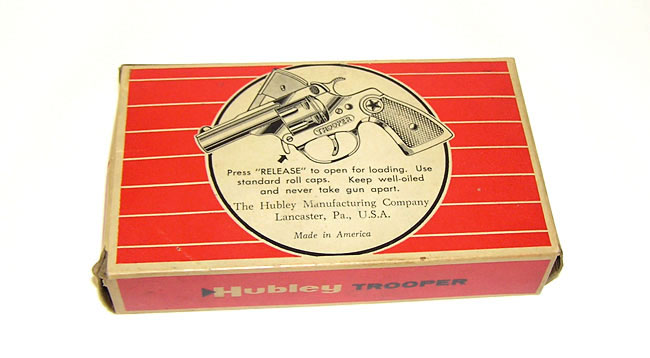 TROOPER
Press "RELEASE" to open for loading. Use
standard roll caps. Keep well-oiled
and never take gun apart.
The Hubley Manufacturing Company
Lancaster, Pa., U.S.A.
Made in America
Hubley TROOPER